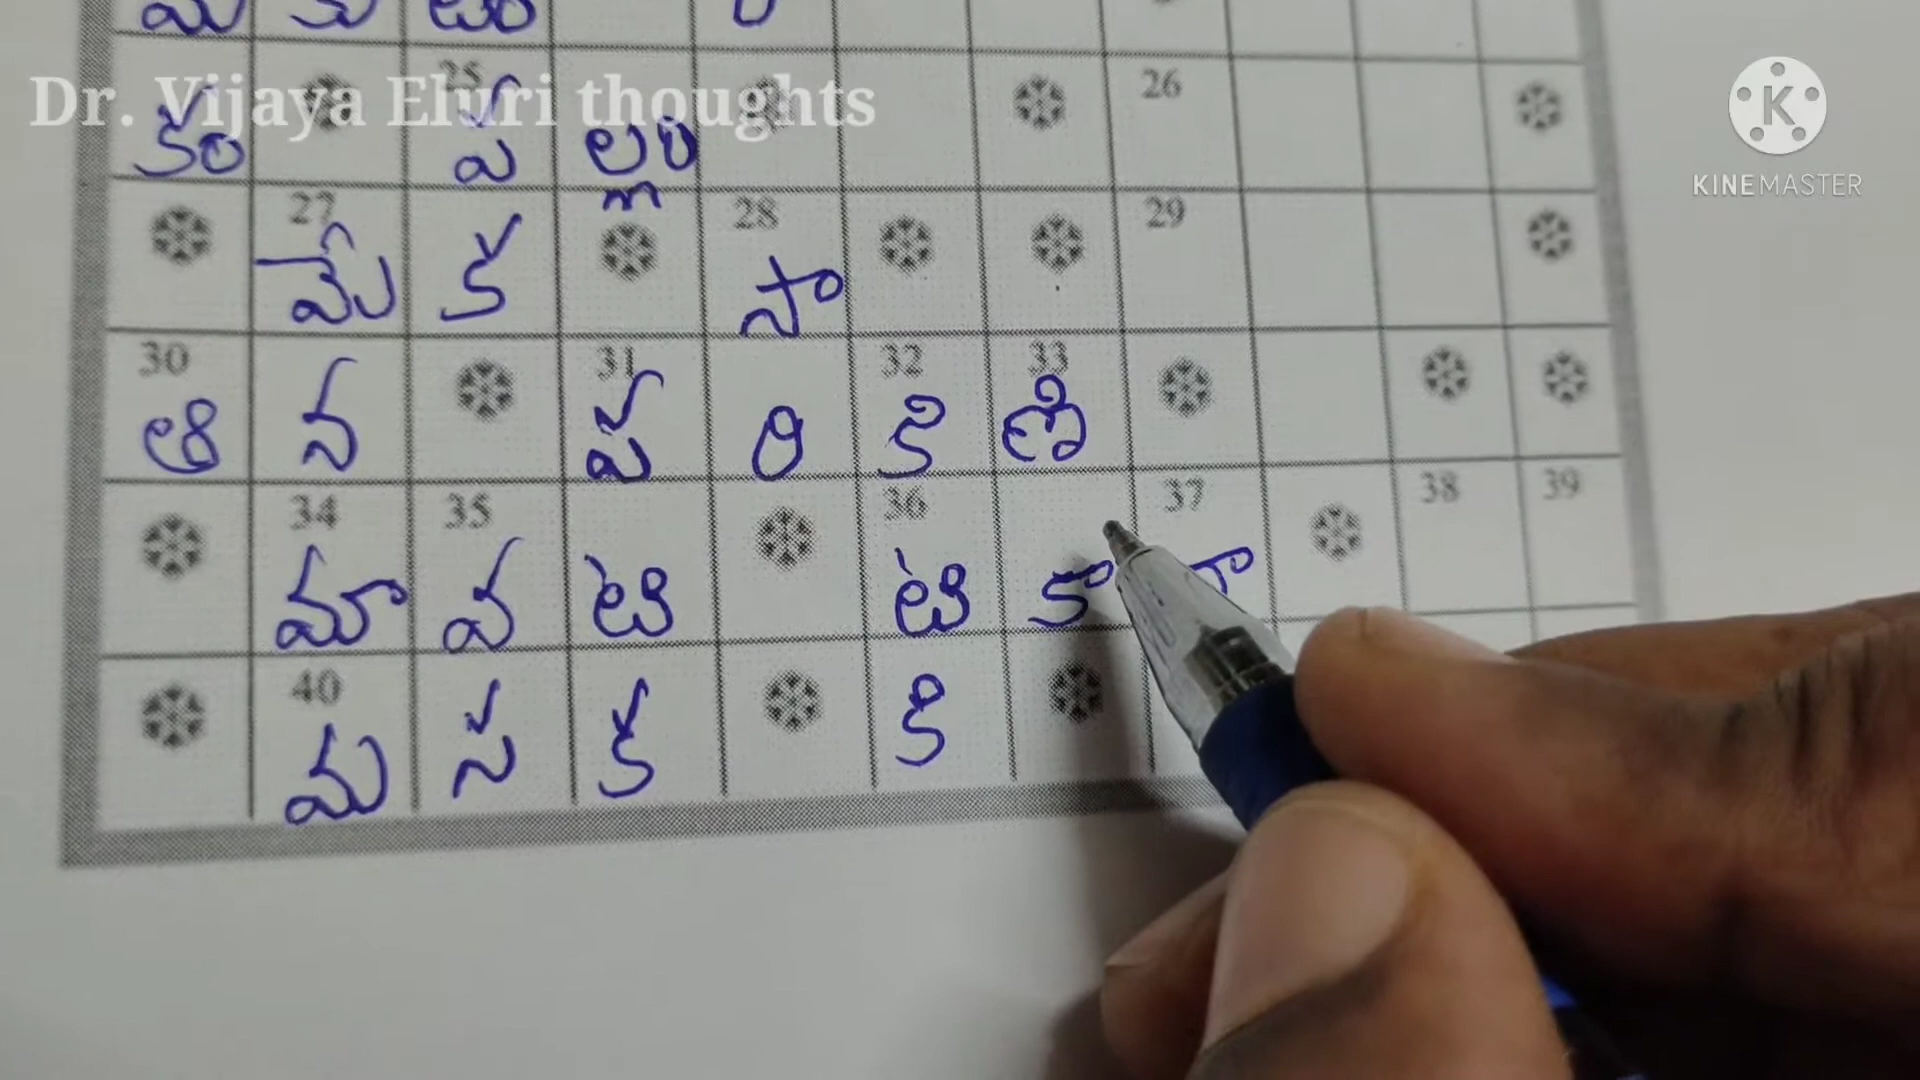 మ కు టం రి
Dr. Vijaya Eluri thoughts
KINEMASTER
25 26
కం ప ల్లరి
27 28 29
మే క సా
30 31 32 33
ఆ వ ప రి కి ణి
34 35 36 37 38 39
మా వ టి టి కా
40
మ స క కి